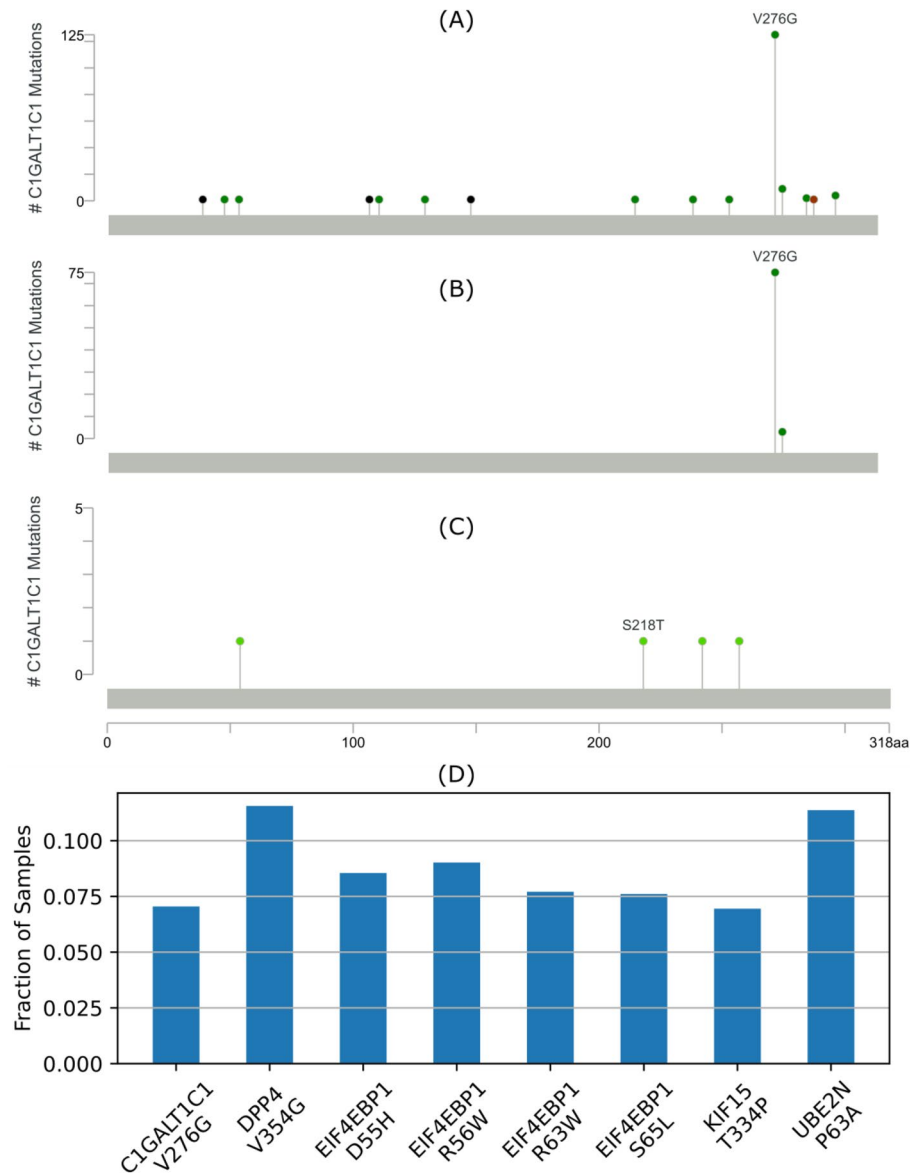 (A)
V276G
125
0
# C1GALT1C1 Mutations
(B)
V276G
75
0
# C1GALT1C1 Mutations
(C)
5
S218T
0
# C1GALT1C1 Mutations
0 100 200 318aa
(D)
Fraction of Samples
0.100
0.075
0.050
0.025
0.000
C1GALT1C1
V276G
DPP4
V354G
EIF4EBP1
D55H
EIF4EBP1
R56W
EIF4EBP1
R63W
EIF4EBP1
S65L
KIF15
T334P
UBE2N
P63A